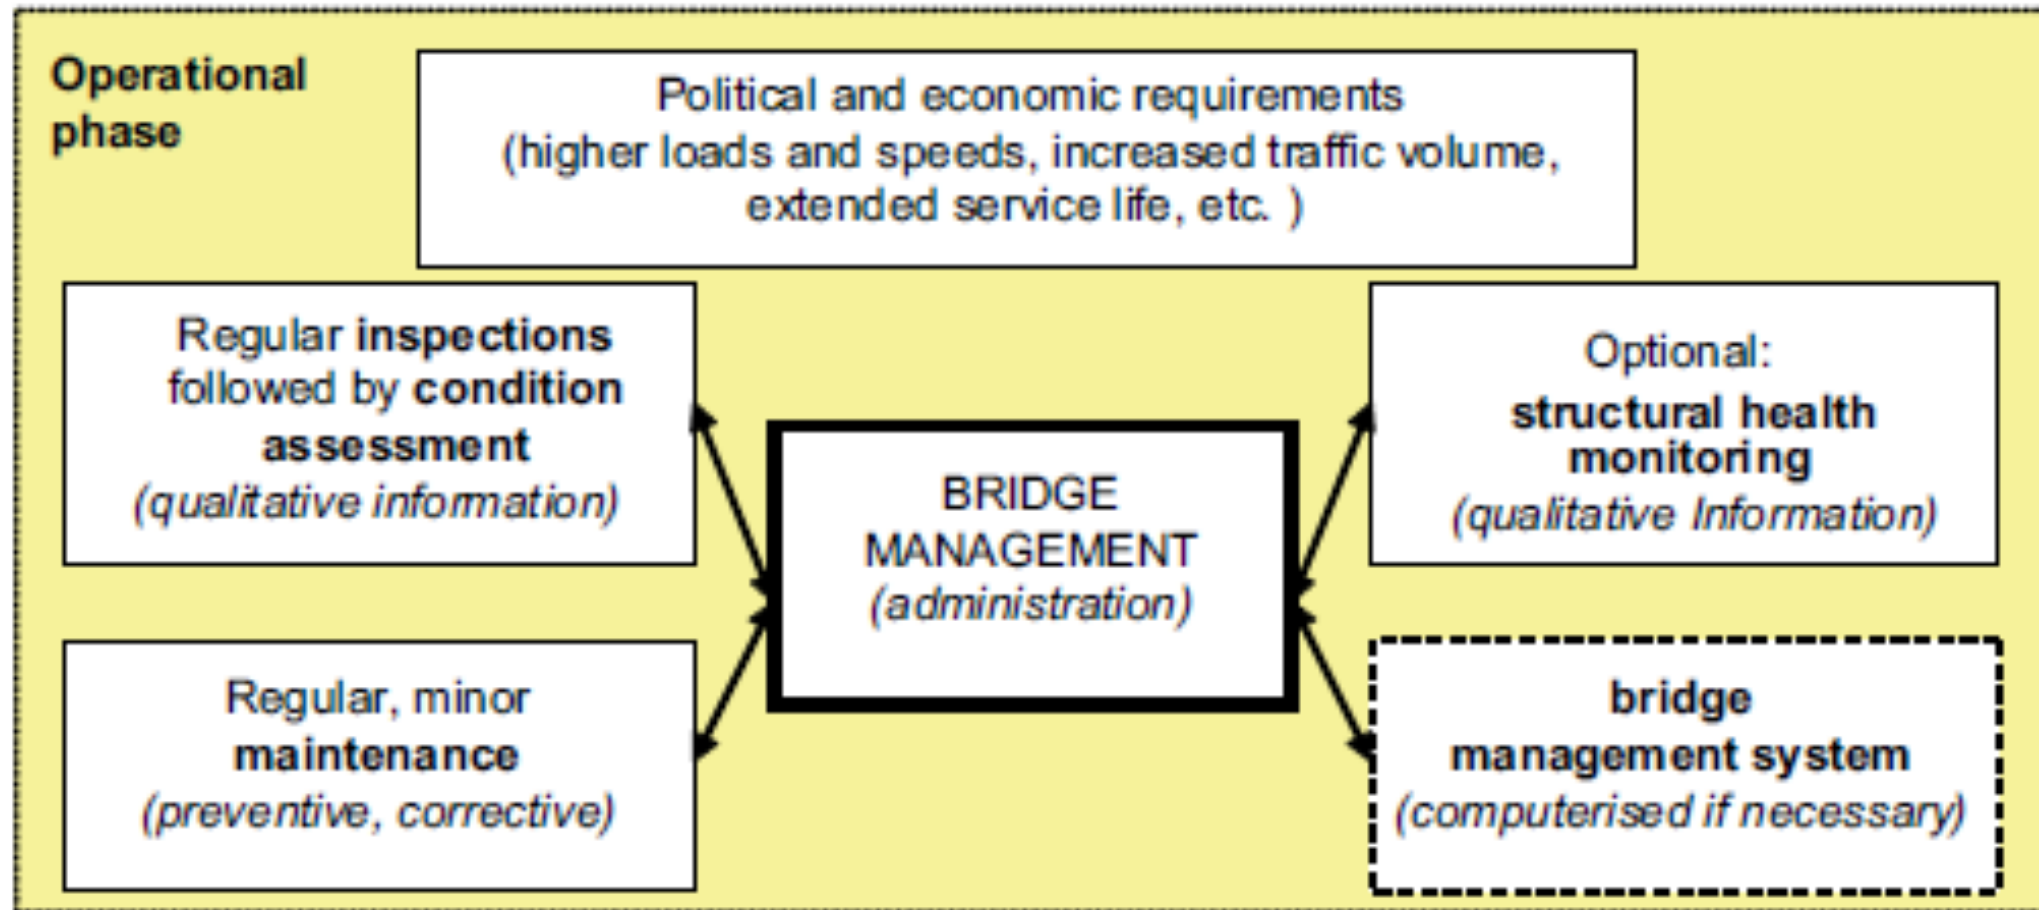 Operational
phase
Political and economic requirements
(higher loads and speeds, increased traffic volume,
extended service life, etc. )
Regular inspections
followed by condition
assessment
(qualitative information)
Optional:
structural health
monitoring
(qualitative Information)
BRIDGE
MANAGEMENT
(administration)
Regular, minor
maintenance
(preventive, corrective)
bridge
management system
(computerised if necessary)